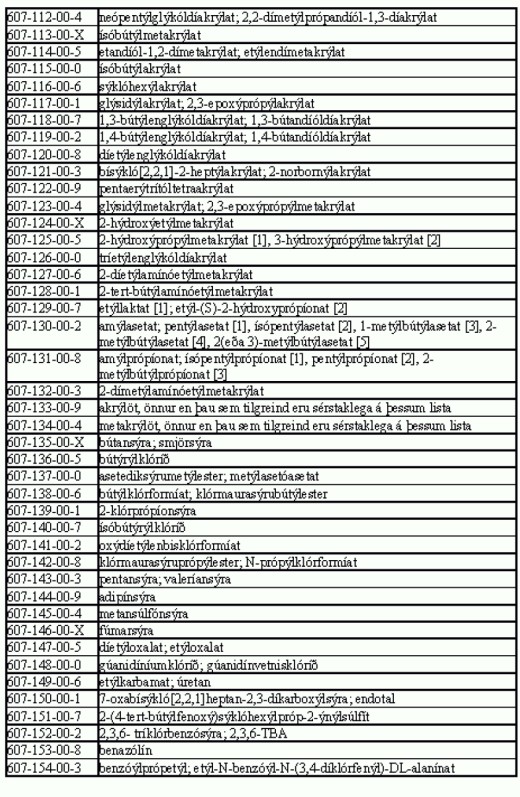 607-112-00-4 neópentýlglýkóldíakrýlat; 2,2-dímetýlprópandíól-1,3-díakrýlat
607-113-00-X ísóbútýlmetakrýlat
607-114-00-5 etandíól-1,2-dímetakrýlat; etýlendímetakrýlat
607-115-00-0 ísóbútýlakrýlat
607-116-00-6 sýklóhexýlakrýlat
607-117-00-1 glýsidýlakrýlat; 2,3-epoxýprópýlakrýlat
607-118-00-7 1,3-bútýlenglýkóldíakrýlat; 1,3-bútandíóldíakrýlat
607-119-00-2 1,4-bútýlenglýkóldíakrýlat; 1,4-bútandíóldíakrýlat
607-120-00-8 díetýlenglýkóldíakrýlat
607-121-00-3 bísýkló[2,2,1]-2-heptýlakrýlat; 2-norbornýlakrýlat
607-122-00-9 pentaerýtrítóltetraakrýlat
607-123-00-4 glýsidýlmetakrýlat; 2,3-epoxýprópýlmetakrýlat
607-124-00-X 2-hýdroxýetýlmetakrýlat
607-125-00-5 2-hýdroxýprópýlmetakrýlat [1], 3-hýdroxýprópýlmetakrýlat [2]
607-126-00-0 tríetýlenglýkóldíakrýlat
607-127-00-6 2-díetýlamínóetýlmetakrýlat
607-128-00-1 2-tert-bútýlamínóetýlmetakrýlat
607-129-00-7 etýllaktat [1]; etýl-(S)-2-hýdroxyprópíonat [2]
607-130-00-2 amýlasetat; pentýlasetat [1], ísópentýlasetat [2], 1-metýlbútýlasetat [3], 2-
metýlbútýlasetat [4], 2(eða 3)-metýlbútýlasetat [5]
607-131-00-8 amýlprópíonat; ísópentýlprópíonat [1], pentýlprópíonat [2], 2-
metýlbútýlprópíonat [3]
607-132-00-3 2-dímetýlamínóetýlmetakrýlat
607-133-00-9 akrýlöt, önnur en þau sem tilgreind eru sérstaklega á þessum lista
607-134-00-4 metakrýlöt, önnur en þau sem tilgreind eru sérstaklega á þessum lista
607-135-00-X bútansýra; smjörsýra
607-136-00-5 bútýrýlklóríð
607-137-00-0 asetediksýrumetýlester; metýlasetóasetat
607-138-00-6 bútýlklórformíat; klórmaurasýrubútýlester
607-139-00-1 2-klórprópíonsýra
607-140-00-7 ísóbútýrýlklóríð
607-141-00-2 oxýdíetýlenbisklórformíat
607-142-00-8 klórmaurasýruprópýlester; N-própýlklórformíat
607-143-00-3 pentansýra; valeríansýra
607-144-00-9 adipínsýra
607-145-00-4 metansúlfónsýra
607-146-00-X fúmarsýra
607-147-00-5 díetýloxalat; etýloxalat
607-148-00-0 gúanidíníumklóríð; gúanidínvetnisklóríð
607-149-00-6 etýlkarbamat; úretan
607-150-00-1 7-oxabísýkló[2,2,1]heptan-2,3-díkarboxýlsýra; endotal
607-151-00-7 2-(4-tert-bútýlfenoxý)sýklóhexýlpróp-2-ýnýlsúlfít
607-152-00-2 2,3,6- tríklórbenzósýra; 2,3,6-TBA
607-153-00-8 benazólín
607-154-00-3 benzóýlprópetýl; etýl-N-benzóýl-N-(3,4-díklórfenýl)-DL-alanínat